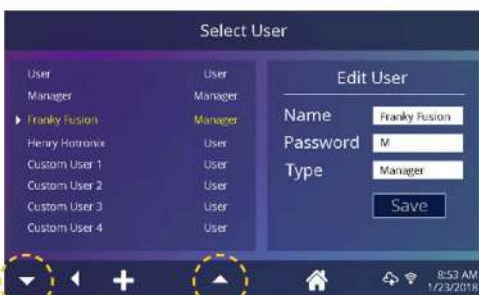 Select User
User User
Manager Manager
Franky Fusion Manager
Henry Hotronix User
Custom User 1 User
Custom User 2 User
Custom User 3 User
Custom User 4 User
Edit User
Name Franky Fusion
Password M
Type Manager
Save
8:53 AM
1/23/2018